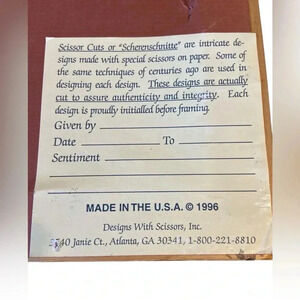 Scissor Cuts or "Scherenschnitte" are intricate de-
signs made with special scissors on paper. Some of
the same techniques of centuries ago are used in
designing each design. These designs are actually
cut to assure authenticity and integrity. Each
design is proudly initialled before framing.
Given by
Date To
Sentiment
MADE IN THE U.S.A. © 1996
Designs With Scissors, Inc.
Janie Ct., Atlanta, GA 30341, 1-800-221-8810